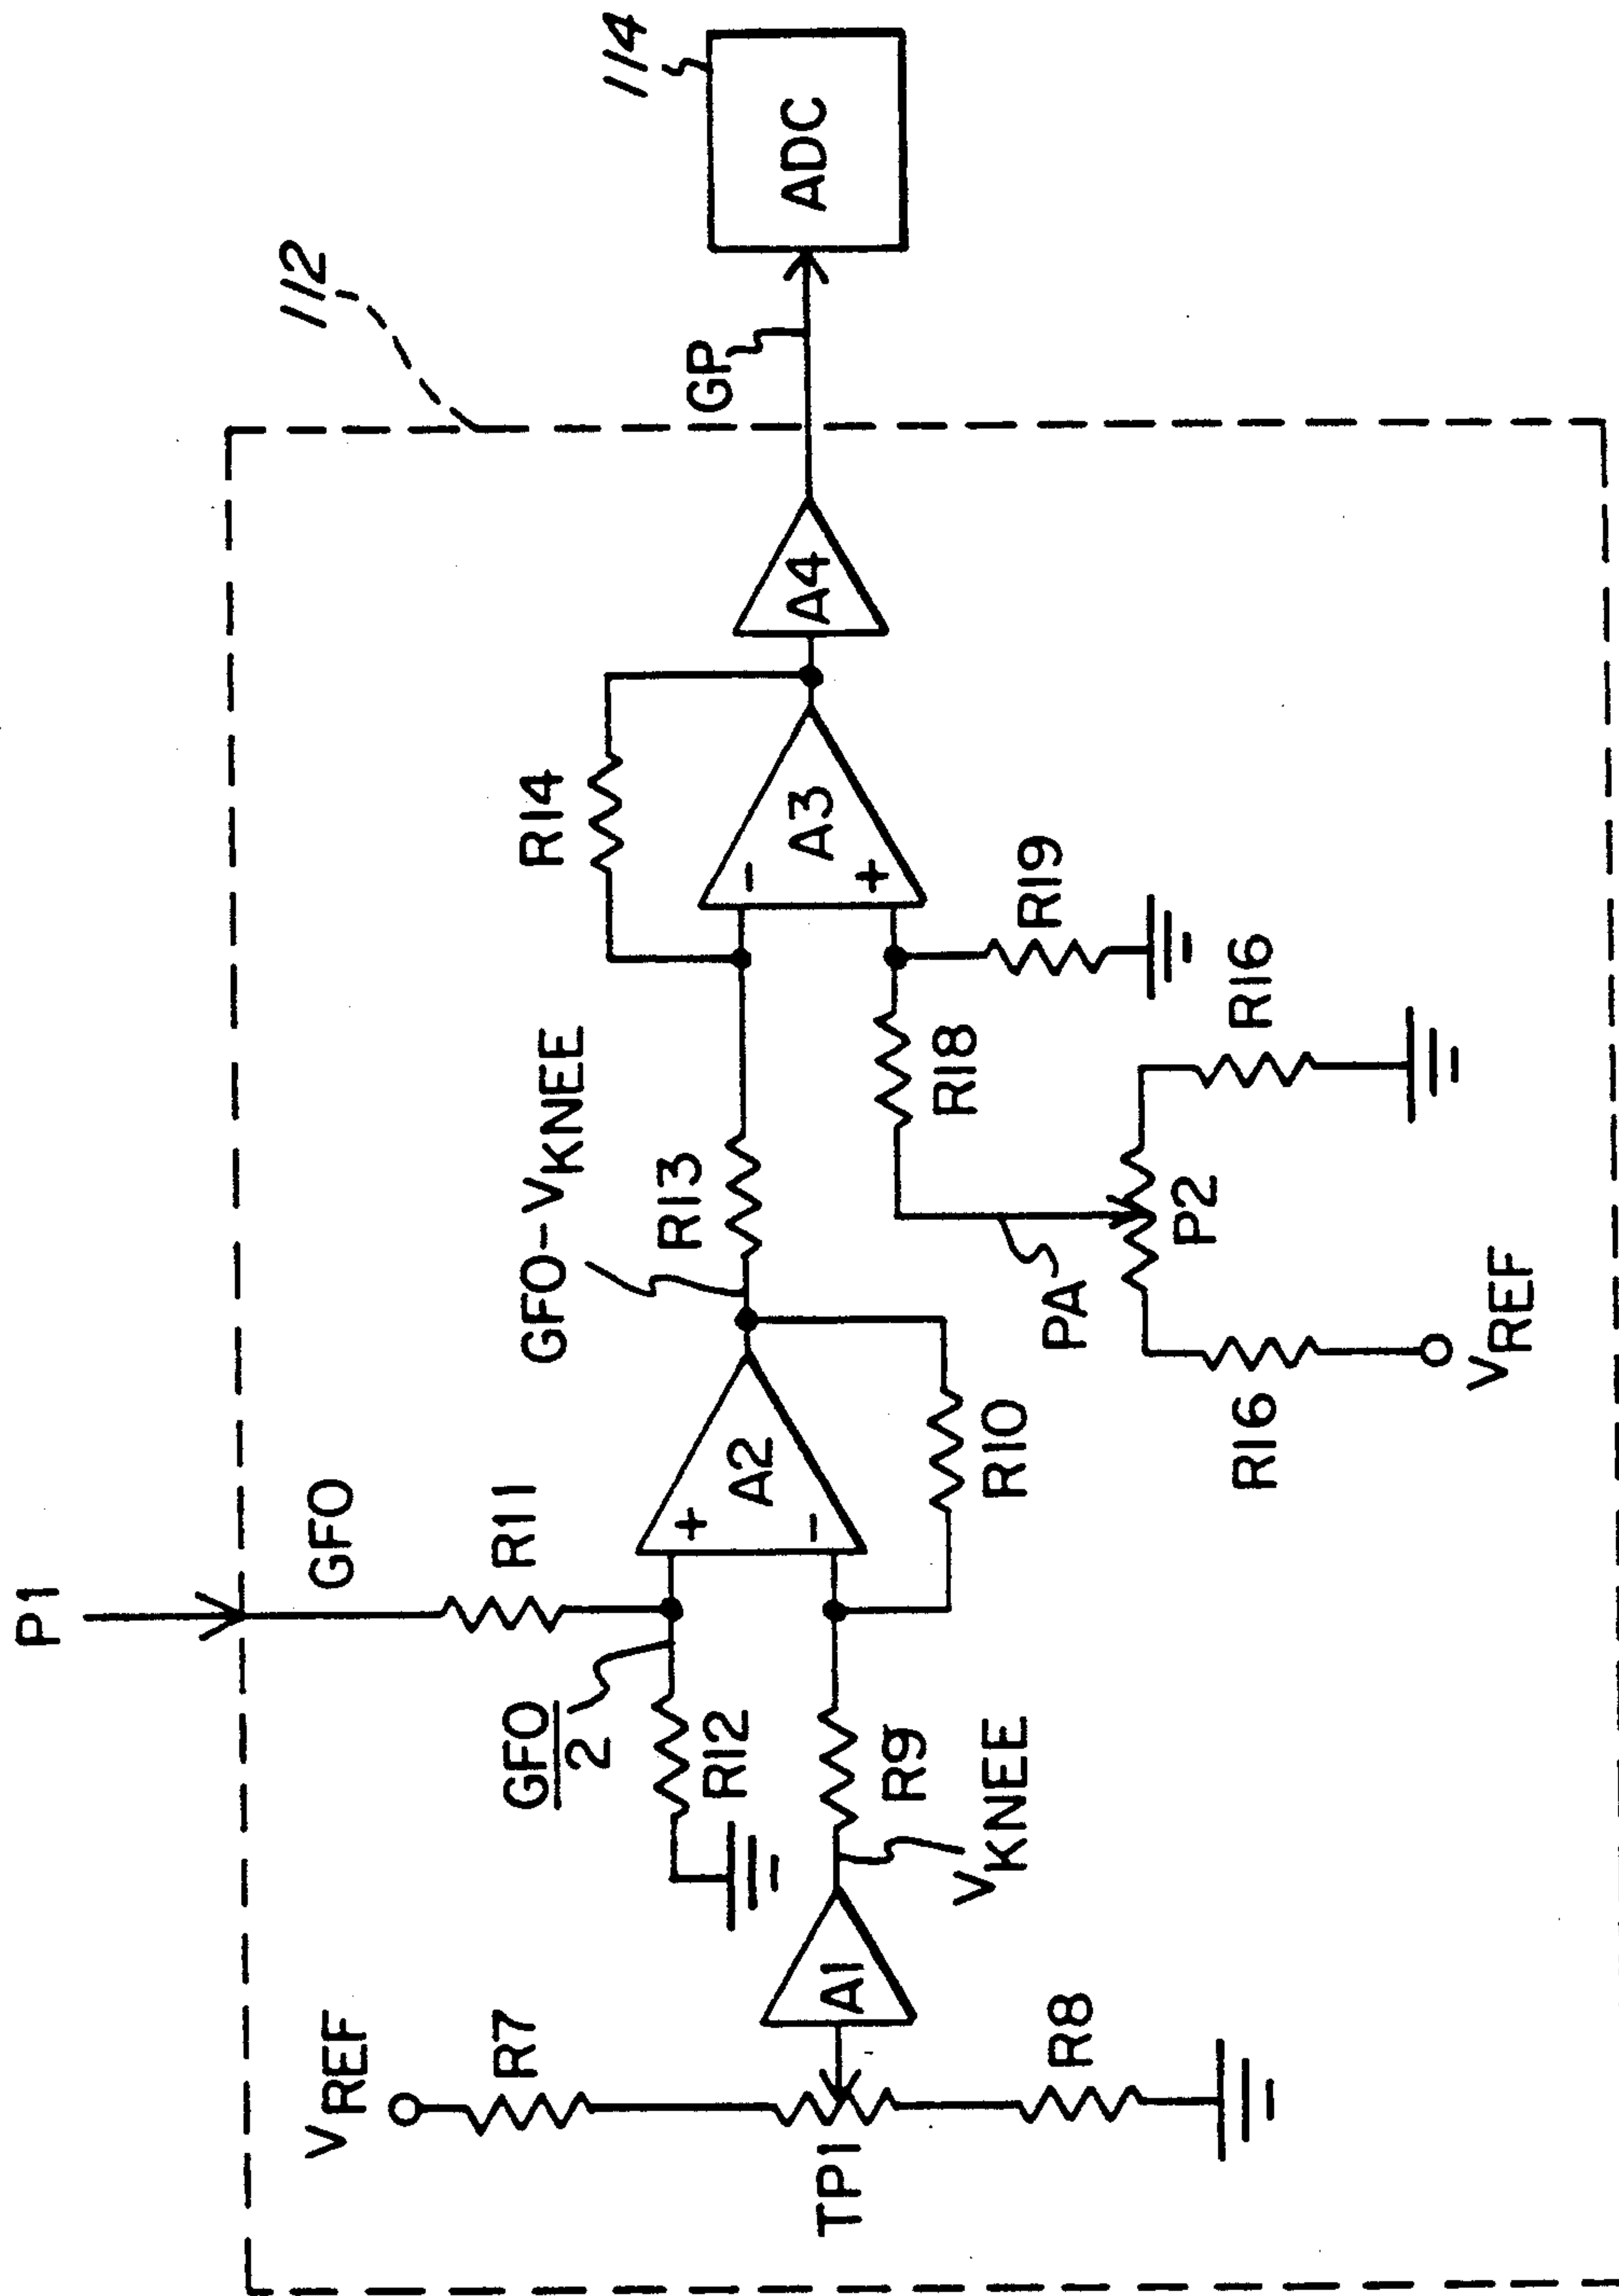 P1
112
114
GFO
VREF
R7
R11
GFO
2
GFO-VKNEE
R14
GP
ADC
R12
+
A2
-
R13
-
A3
+
A4
TP1
A1
R9
VKNEE
R10
R18
R19
R8
PA
P2
R16
R16
VREF